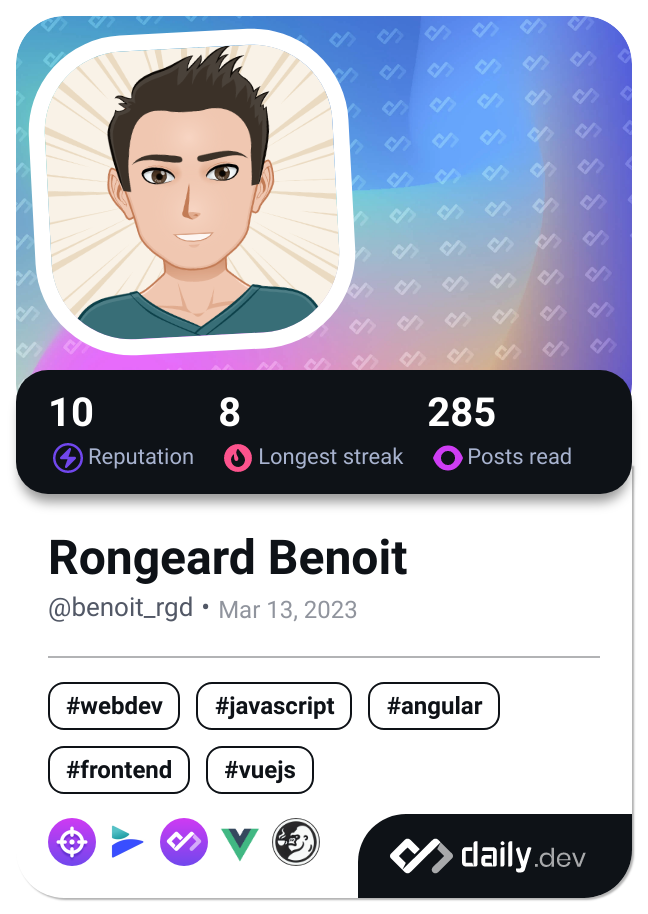 10 8 285
Reputation Longest streak Posts read
Rongeard Benoit
@benoit_rgd • Mar 13, 2023
#webdev #javascript #angular
#frontend #vuejs
daily.dev